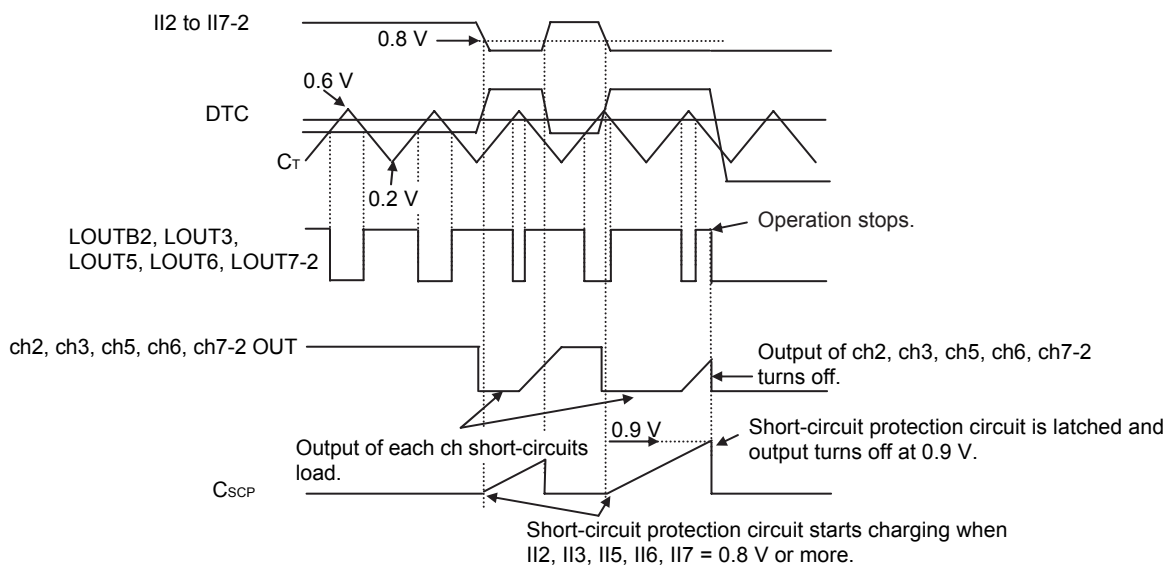 II2 to II7-2
0.8 V
0.6 V
DTC
CT
0.2 V
Operation stops.
LOUTB2, LOUT3,
LOUT5, LOUT6, LOUT7-2
ch2, ch3, ch5, ch6, ch7-2 OUT
Output of ch2, ch3, ch5, ch6, ch7-2
turns off.
Output of each ch short-circuits
load.
0.9 V
Short-circuit protection circuit is latched and
output turns off at 0.9 V.
CSCP
Short-circuit protection circuit starts charging when
II2, II3, II5, II6, II7 = 0.8 V or more.